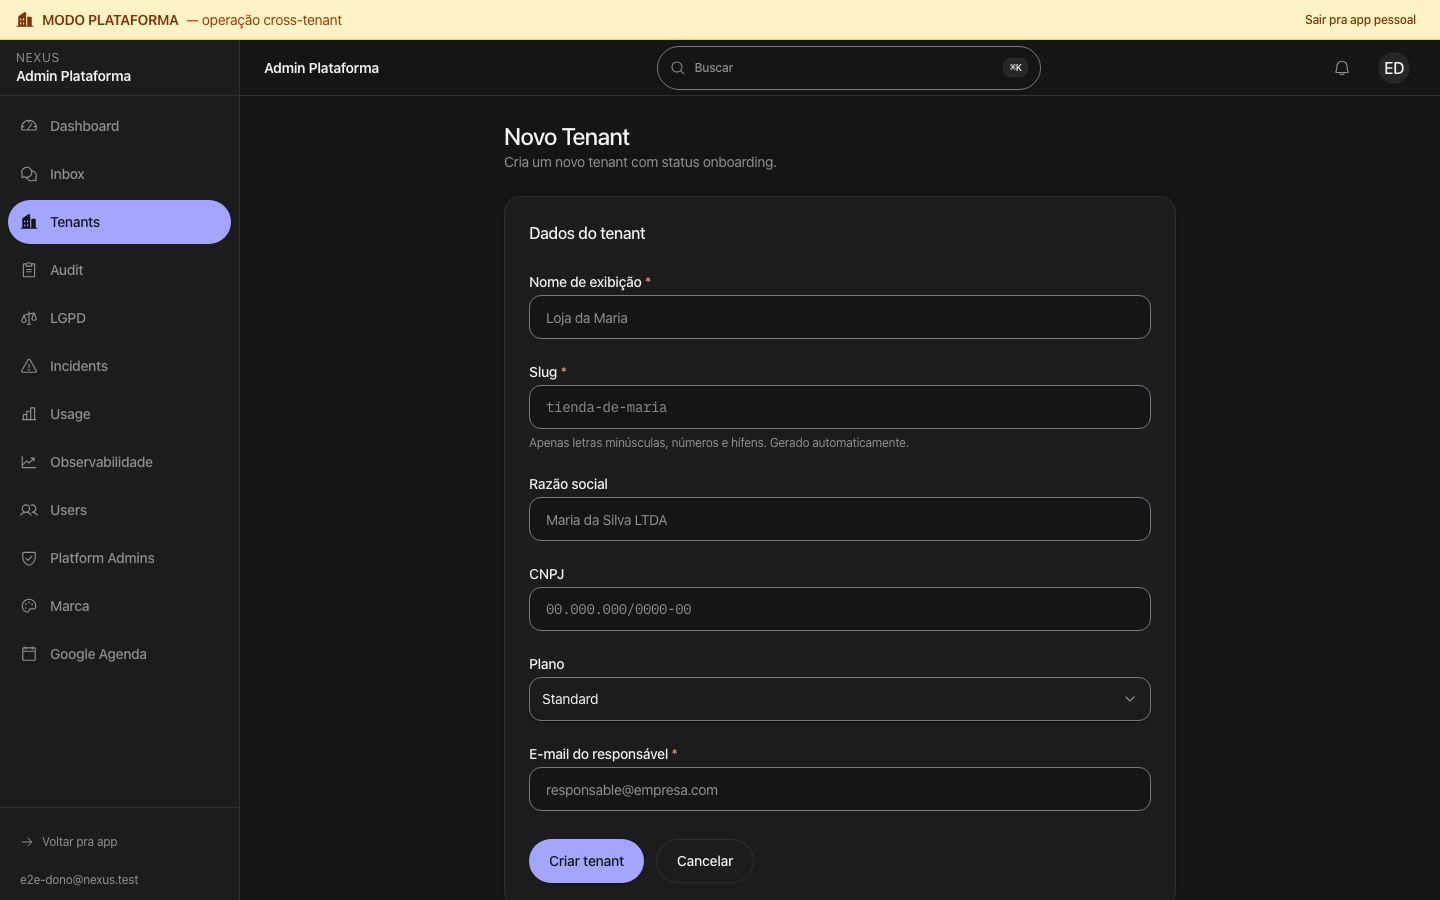 MODO PLATAFORMA — operação cross-tenant
Sair pra app pessoal
NEXUS
Admin Plataforma
Admin Plataforma
Buscar
⌘K
ED
Dashboard
Inbox
Tenants
Audit
LGPD
Incidents
Usage
Observabilidade
Users
Platform Admins
Marca
Google Agenda
Voltar pra app
e2e-dono@nexus.test
Novo Tenant
Cria um novo tenant com status onboarding.
Dados do tenant
Nome de exibição *
Loja da Maria
Slug *
tienda-de-maria
Apenas letras minúsculas, números e hífens. Gerado automaticamente.
Razão social
Maria da Silva LTDA
CNPJ
00.000.000/0000-00
Plano
Standard
E-mail do responsável *
responsable@empresa.com
Criar tenant
Cancelar